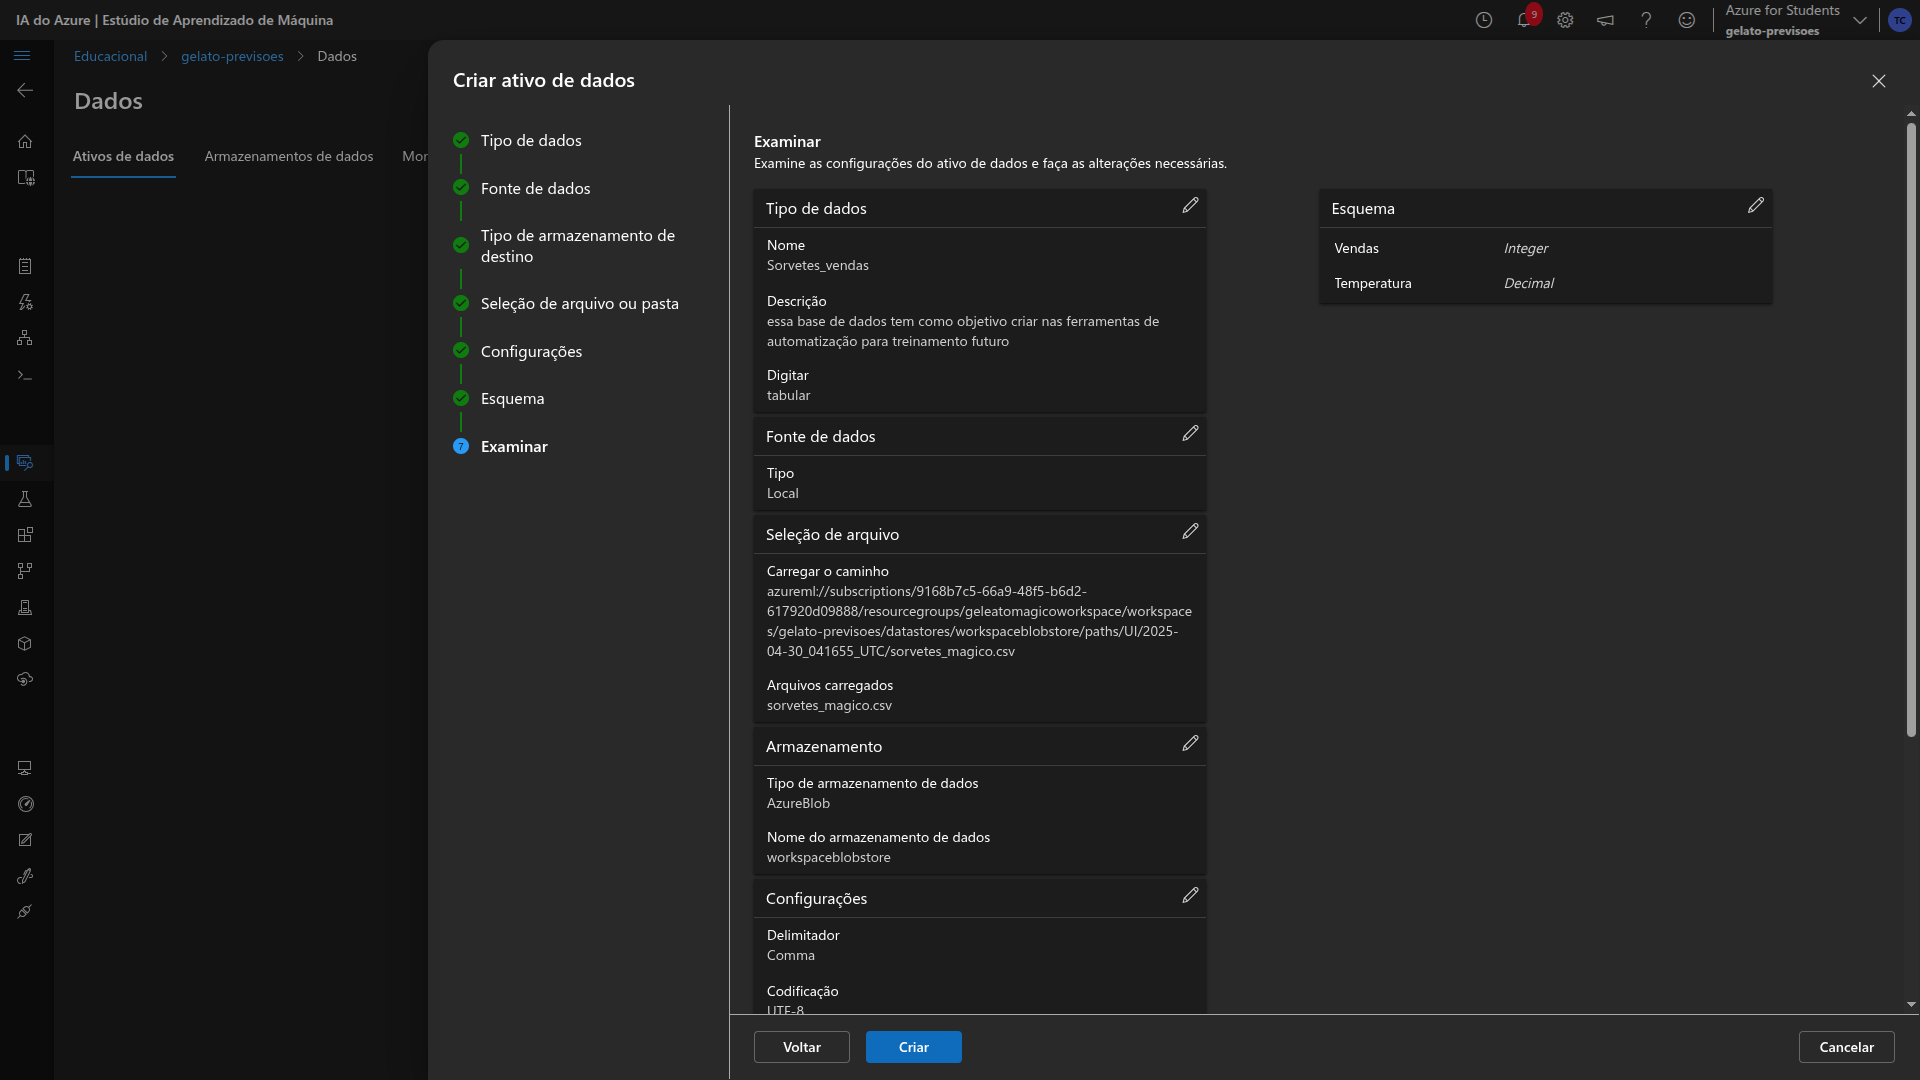 IA do Azure | Estúdio de Aprendizado de Máquina
9
Azure for Students
gelato-previsoes
TC
Educacional > gelato-previsoes > Dados
Dados
Ativos de dados
Armazenamentos de dados
Mor
Criar ativo de dados
Tipo de dados
Fonte de dados
Tipo de armazenamento de
destino
Seleção de arquivo ou pasta
Configurações
Esquema
7
Examinar
Examinar
Examine as configurações do ativo de dados e faça as alterações necessárias.
Tipo de dados
Nome
Sorvetes_vendas
Descrição
essa base de dados tem como objetivo criar nas ferramentas de
automatização para treinamento futuro
Digitar
tabular
Fonte de dados
Tipo
Local
Seleção de arquivo
Carregar o caminho
azureml://subscriptions/9168b7c5-66a9-48f5-b6d2-
617920d09888/resourcegroups/geleatomagicoworkspace/workspace
s/gelato-previsoes/datastores/workspaceblobstore/paths/UI/2025-
04-30_041655_UTC/sorvetes_magico.csv
Arquivos carregados
sorvetes_magico.csv
Armazenamento
Tipo de armazenamento de dados
AzureBlob
Nome do armazenamento de dados
workspaceblobstore
Configurações
Delimitador
Comma
Codificação
UTF-8
Esquema
Vendas Integer
Temperatura Decimal
Voltar
Criar
Cancelar